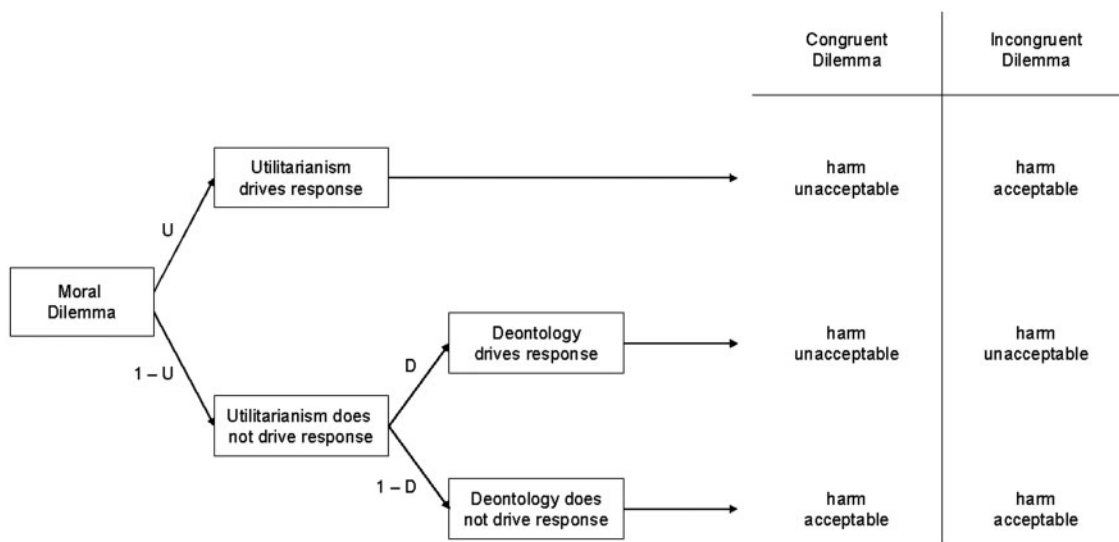 Congruent
Dilemma
Incongruent
Dilemma
Utilitarianism
drives response
harm
unacceptable
harm
acceptable
U
Moral
Dilemma
Deontology
drives response
harm
unacceptable
harm
unacceptable
1 – U
D
Utilitarianism does
not drive response
1 – D
Deontology does
not drive response
harm
acceptable
harm
acceptable